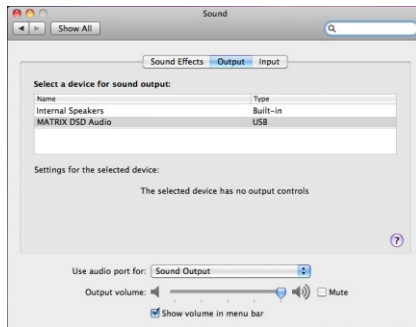 Sound
Show All
Sound Effects Output Input
Select a device for sound output:
Name Type
Internal Speakers Built-in
MATRIX DSD Audio USB
Settings for the selected device:
The selected device has no output controls
?
Use audio port for: Sound Output
Output volume: Mute
Show volume in menu bar